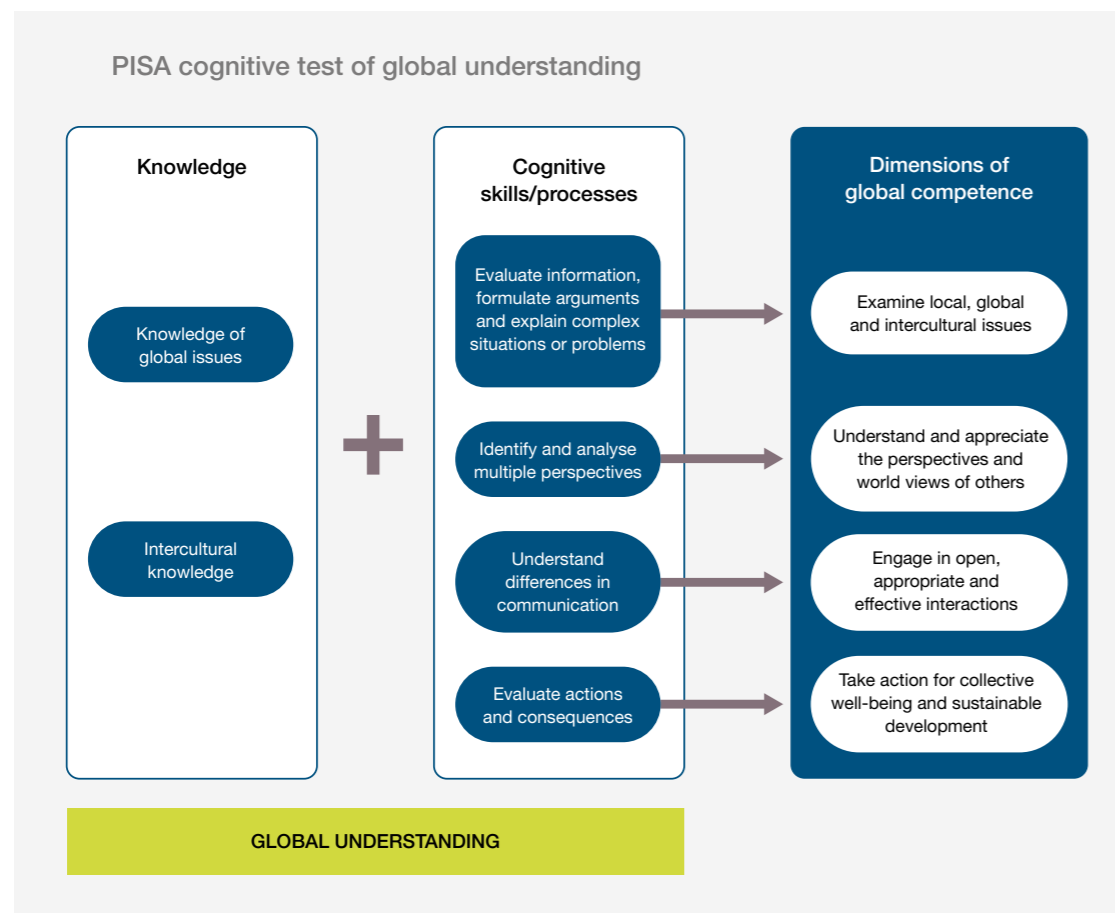 PISA cognitive test of global understanding
Knowledge
Knowledge of
global issues
Intercultural
knowledge
+
Cognitive
skills/processes
Evaluate information,
formulate arguments
and explain complex
situations or problems
Identify and analyse
multiple perspectives
Understand
differences in
communication
Evaluate actions
and consequences
Dimensions of
global competence
Examine local, global
and intercultural issues
Understand and appreciate
the perspectives and
world views of others
Engage in open,
appropriate and
effective interactions
Take action for collective
well-being and sustainable
development
GLOBAL UNDERSTANDING